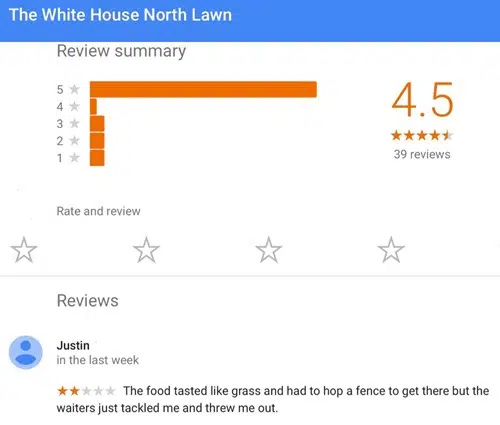 The White House North Lawn
Review summary
5
4
3
2
1
4.5
39 reviews
Rate and review
Reviews
Justin
in the last week
The food tasted like grass and had to hop a fence to get there but the
waiters just tackled me and threw me out.